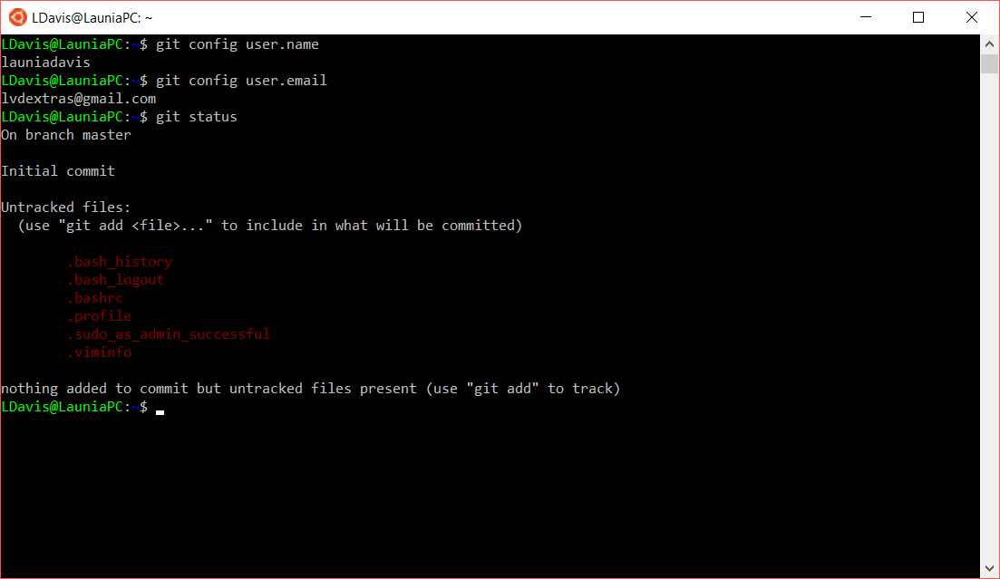 LDavis@LauniaPC: ~
LDavis@LauniaPC:~$ git config user.name
launiadavis
LDavis@LauniaPC:~$ git config user.email
lvdextras@gmail.com
LDavis@LauniaPC:~$ git status
On branch master
Initial commit
Untracked files:
  (use "git add <file>..." to include in what will be committed)
        .bash_history
        .bash_logout
        .bashrc
        .profile
        .sudo_as_admin_successful
        .viminfo
nothing added to commit but untracked files present (use "git add" to track)
LDavis@LauniaPC:~$